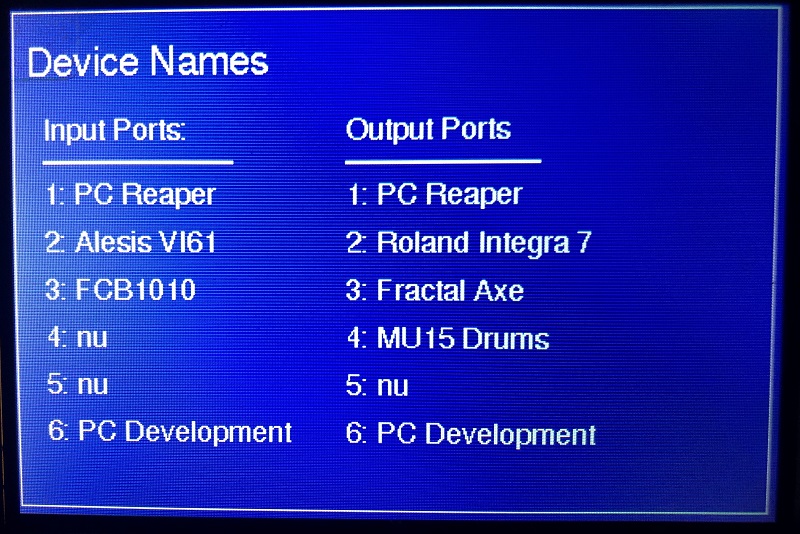 Device Names
Input Ports:
1: PC Reaper
2: Alesis VI61
3: FCB1010
4: nu
5: nu
6: PC Development
Output Ports
1: PC Reaper
2: Roland Integra 7
3: Fractal Axe
4: MU15 Drums
5: nu
6: PC Development